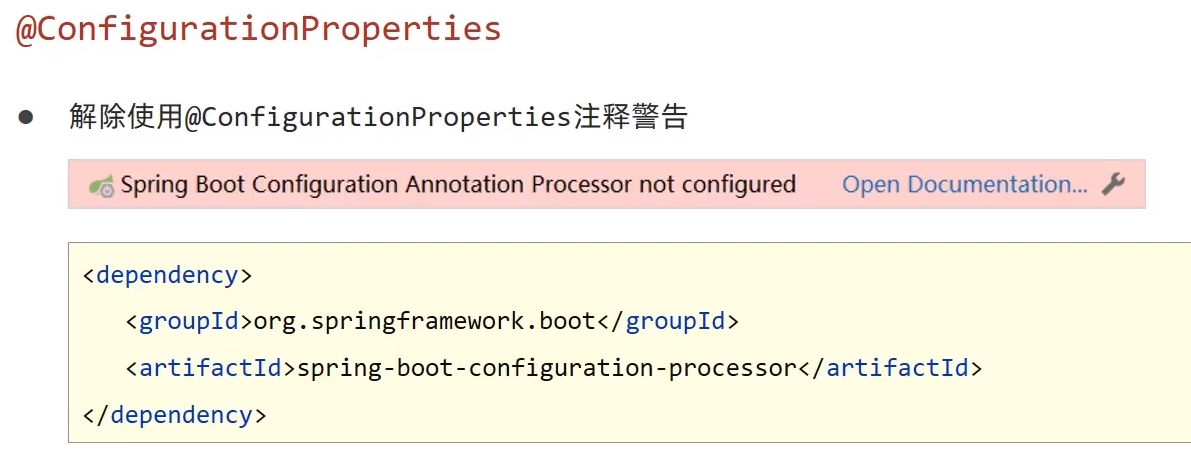 @ConfigurationProperties
● 解除使用@ConfigurationProperties注释警告
Spring Boot Configuration Annotation Processor not configured Open Documentation...
<dependency>
<groupId>org.springframework.boot</groupId>
<artifactId>spring-boot-configuration-processor</artifactId>
</dependency>